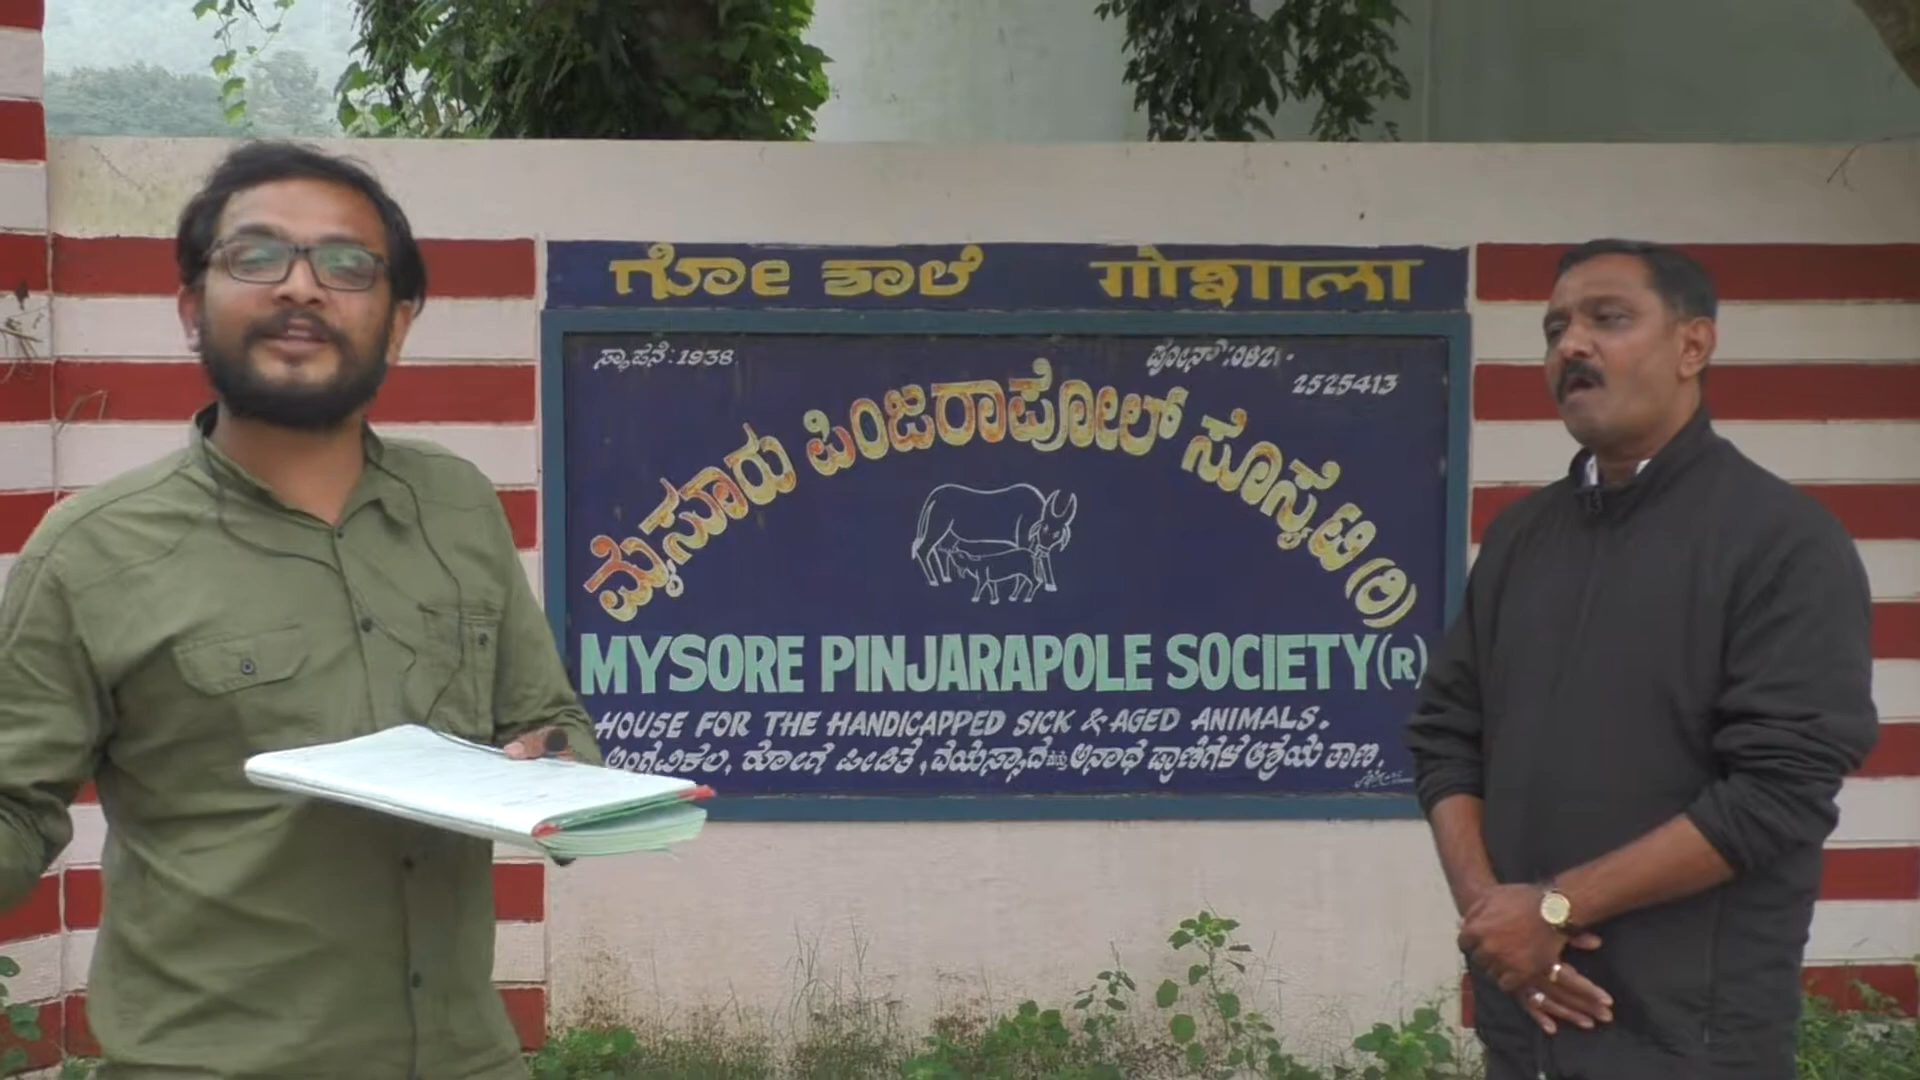 ಗೋ ಶಾಲೆ गोशाला
ಸ್ಥಾಪನೆ : 1938 ಫೋನ್ : 0821 -
2525413
ಮೈಸೂರು ಪಿಂಜರಾಪೋಲ್ ಸೊಸೈಟಿ (ರಿ)
MYSORE PINJARAPOLE SOCIETY (R)
HOUSE FOR THE HANDICAPPED SICK & AGED ANIMALS.
ಅಂಗವಿಕಲ, ರೋಗ ಪೀಡಿತ, ವಯಸ್ಸಾದ ಅನಾಥ ಪ್ರಾಣಿಗಳ ಆಶ್ರಯ ತಾಣ.